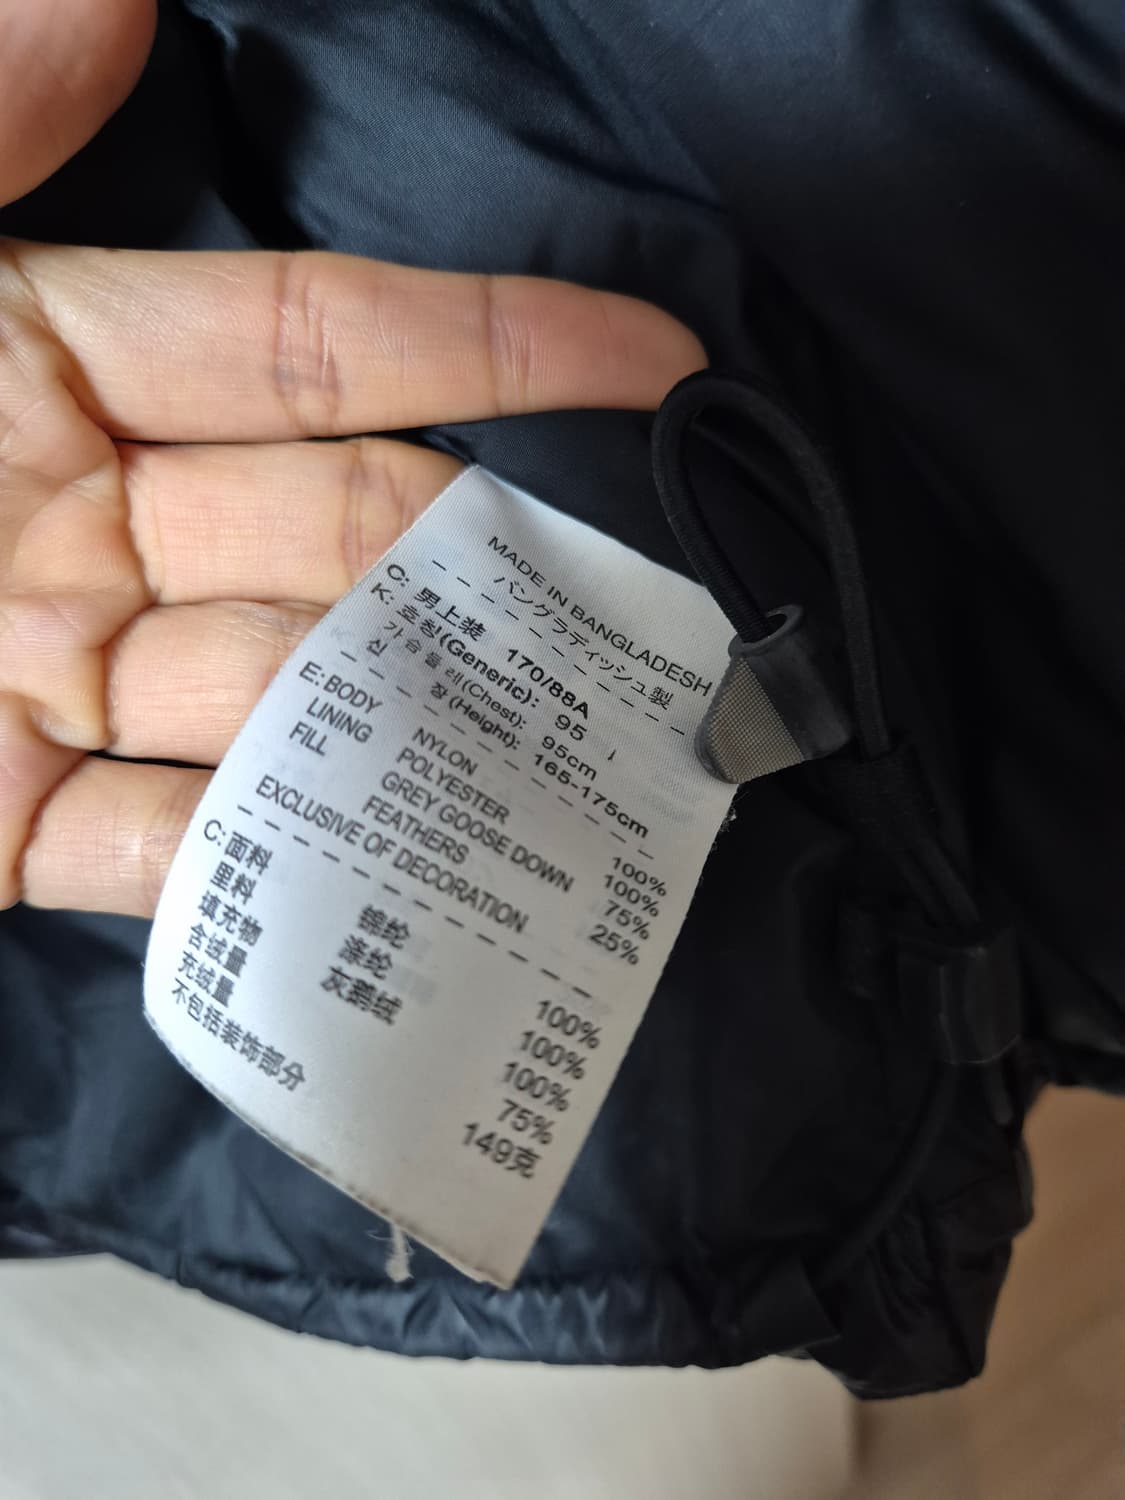 MADE IN BANGLADESH
バングラディッシュ製
C: 男上装 170/88A
K: 호칭(Generic): 95
가슴둘레(Chest): 95cm
신 장(Height): 165-175cm
E: BODY NYLON 100%
LINING POLYESTER 100%
FILL GREY GOOSE DOWN 75%
FEATHERS 25%
EXCLUSIVE OF DECORATION
C: 面料 锦纶 100%
里料 涤纶 100%
填充物 灰鹅绒 100%
含绒量 75%
充绒量 149克
不包括装饰部分